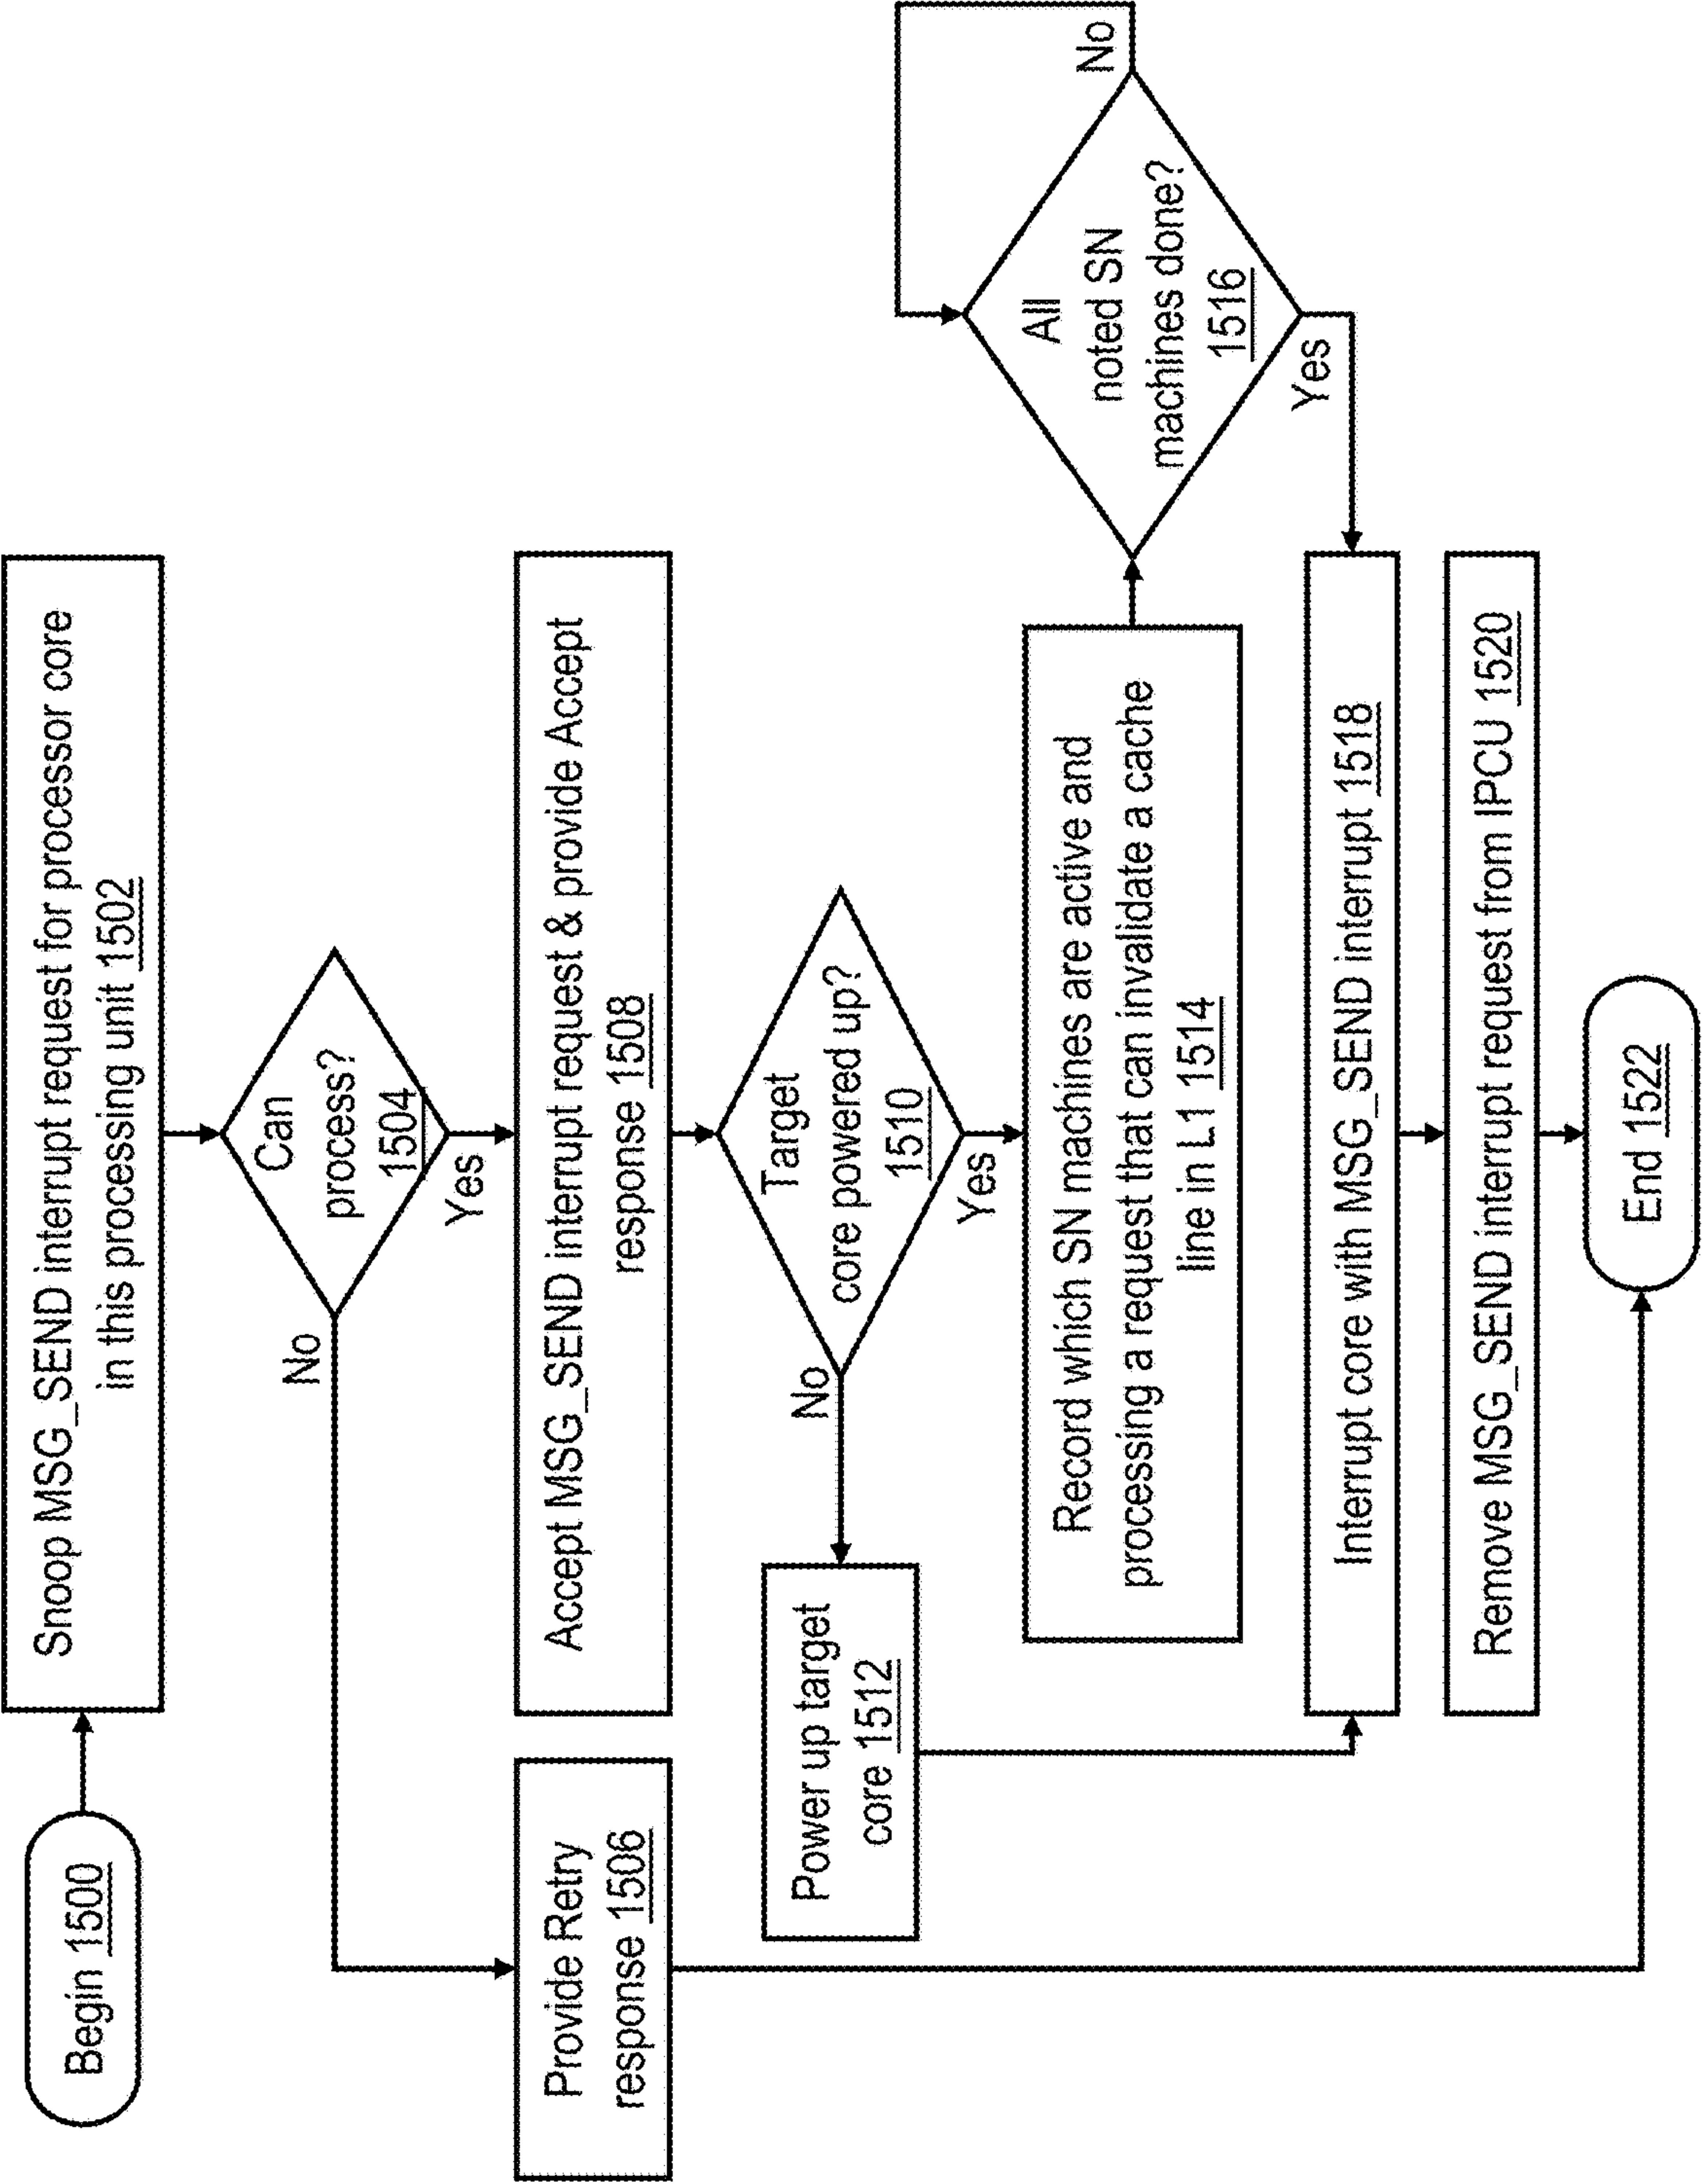 Begin 1500
Snoop MSG_SEND interrupt request for processor core
in this processing unit 1502
Can
process?
1504
No
Yes
Provide Retry
response 1506
Accept MSG_SEND interrupt request & provide Accept
response 1508
Target
core powered up?
1510
No
Yes
Power up target
core 1512
Record which SN machines are active and
processing a request that can invalidate a cache
line in L1 1514
All
noted SN
machines done?
1516
No
Yes
Interrupt core with MSG_SEND interrupt 1518
Remove MSG_SEND interrupt request from IPCU 1520
End 1522